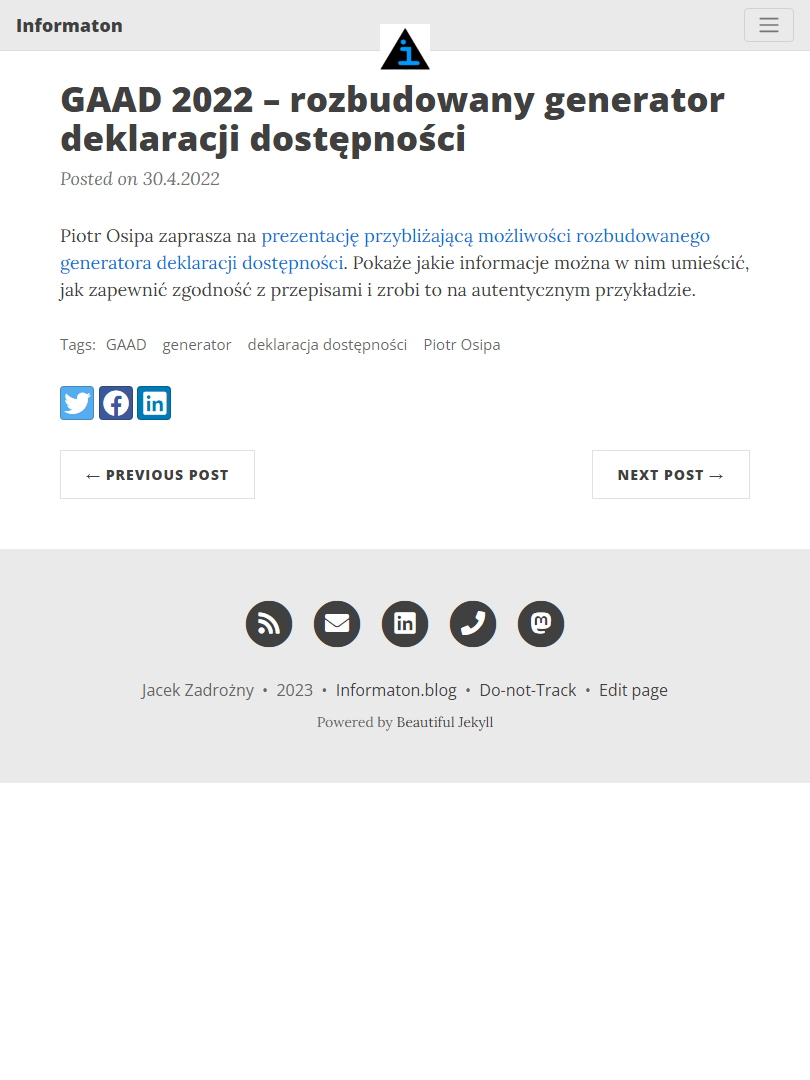 Informaton
i
GAAD 2022 – rozbudowany generator
deklaracji dostępności
Posted on 30.4.2022
Piotr Osipa zaprasza na prezentację przybliżającą możliwości rozbudowanego
generatora deklaracji dostępności. Pokaże jakie informacje można w nim umieścić,
jak zapewnić zgodność z przepisami i zrobi to na autentycznym przykładzie.
Tags: GAAD generator deklaracja dostępności Piotr Osipa
← PREVIOUS POST
NEXT POST →
Jacek Zadrożny • 2023 • Informaton.blog • Do-not-Track • Edit page
Powered by Beautiful Jekyll